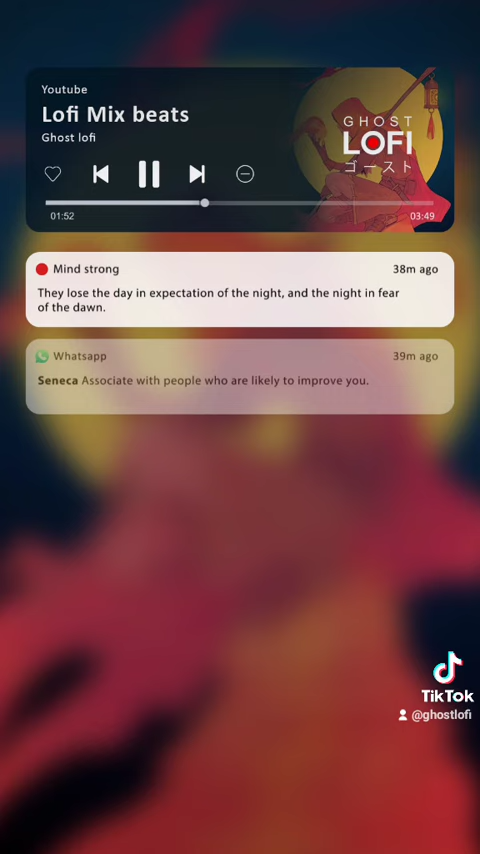 Youtube
Lofi Mix beats
Ghost lofi
GHOST
LOFI
ゴースト
01:52
03:49
Mind strong
38m ago
They lose the day in expectation of the night, and the night in fear
of the dawn.
Whatsapp
39m ago
Seneca Associate with people who are likely to improve you.
TikTok
@ghostlofi